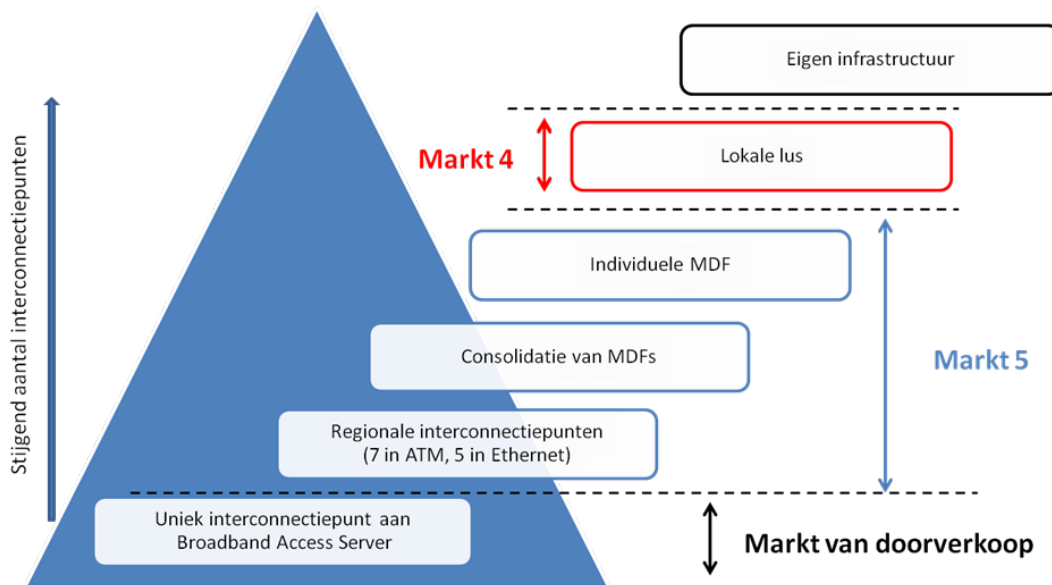 Eigen infrastructuur
Markt 4
Lokale lus
Stijgend aantal interconnectiepunten
Individuele MDF
Consolidatie van MDFs
Markt 5
Regionale interconnectiepunten
(7 in ATM, 5 in Ethernet)
Uniek interconnectiepunt aan
Broadband Access Server
Markt van doorverkoop